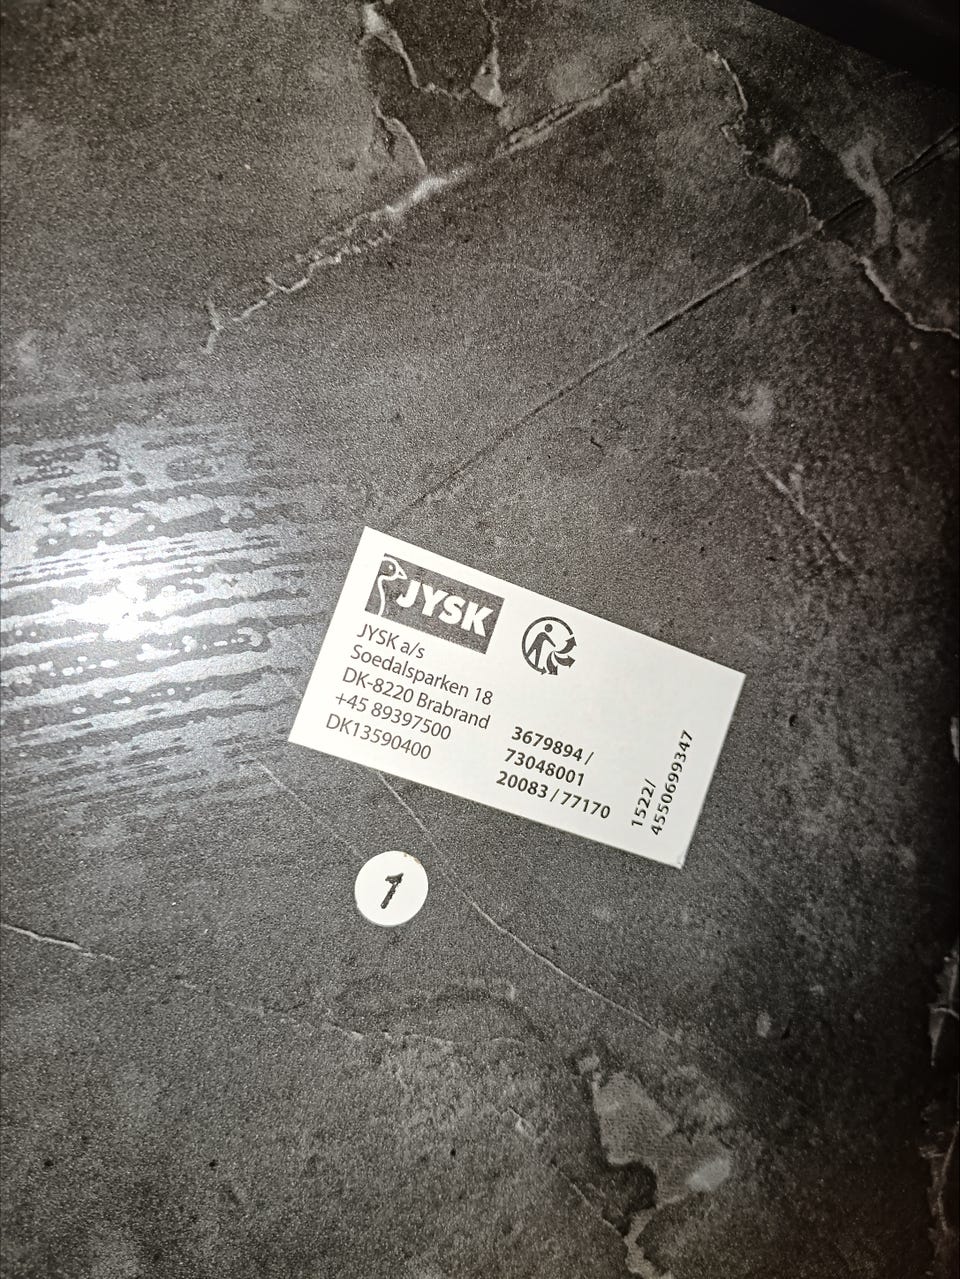 JYSK
JYSK a/s
Soedalsparken 18
DK-8220 Brabrand
+45 89397500
DK13590400
3679894 /
73048001
20083 / 77170
1522/
4550699347
1